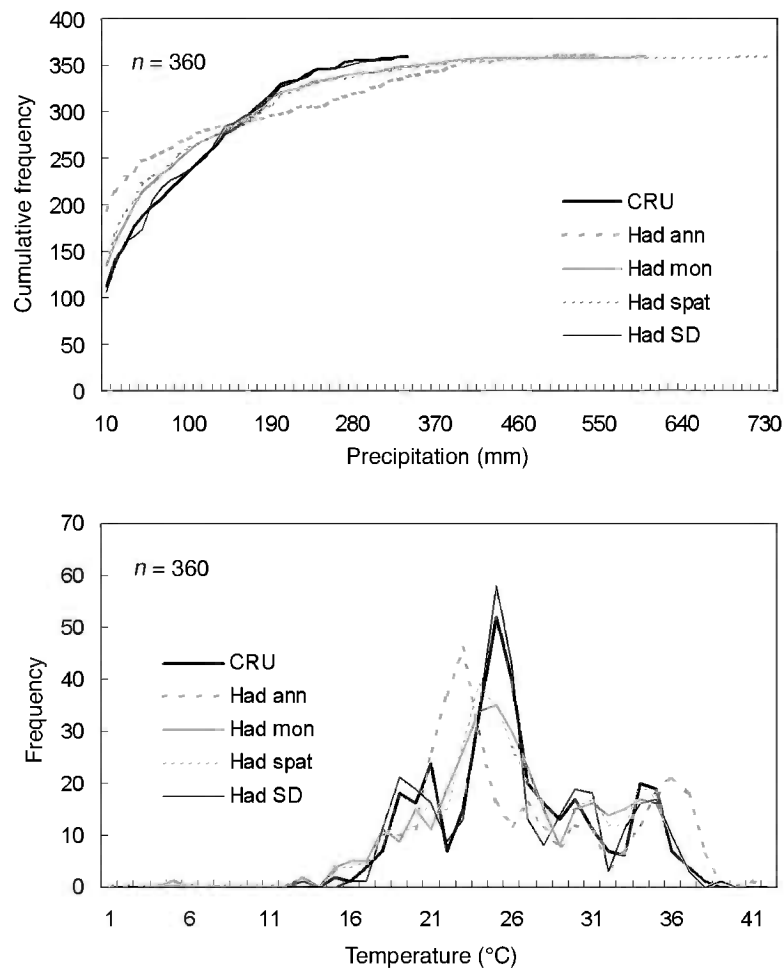 400
350
300
250
200
150
100
50
0
Cumulative frequency
n = 360
CRU
Had ann
Had mon
Had spat
Had SD
10 100 190 280 370 460 550 640 730
Precipitation (mm)
70
60
50
40
30
20
10
0
Frequency
n = 360
CRU
Had ann
Had mon
Had spat
Had SD
1 6 11 16 21 26 31 36 41
Temperature (°C)